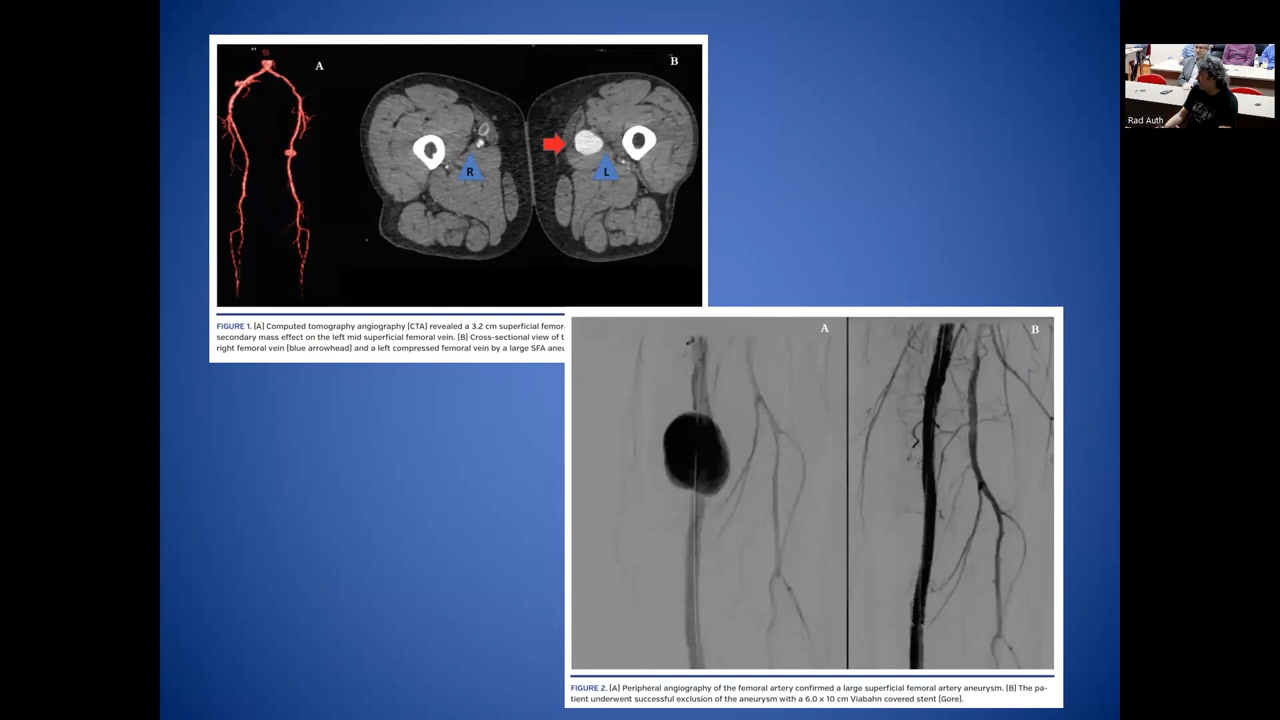 S
A
B
R
L
FIGURE 1. (A) Computed tomography angiography (CTA) revealed a 3.2 cm superficial
secondary mass effect on the left mid superficial femoral vein. (B) Cross-sectional view of
right femoral vein (blue arrowhead) and a left compressed femoral vein by a large SFA
A
B
FIGURE 2. (A) Peripheral angiography of the femoral artery confirmed a large superficial femoral artery aneurysm. (B) The pa-
tient underwent successful exclusion of the aneurysm with a 6.0 x 10 cm Viabahn covered stent (Gore).
Rad Auth